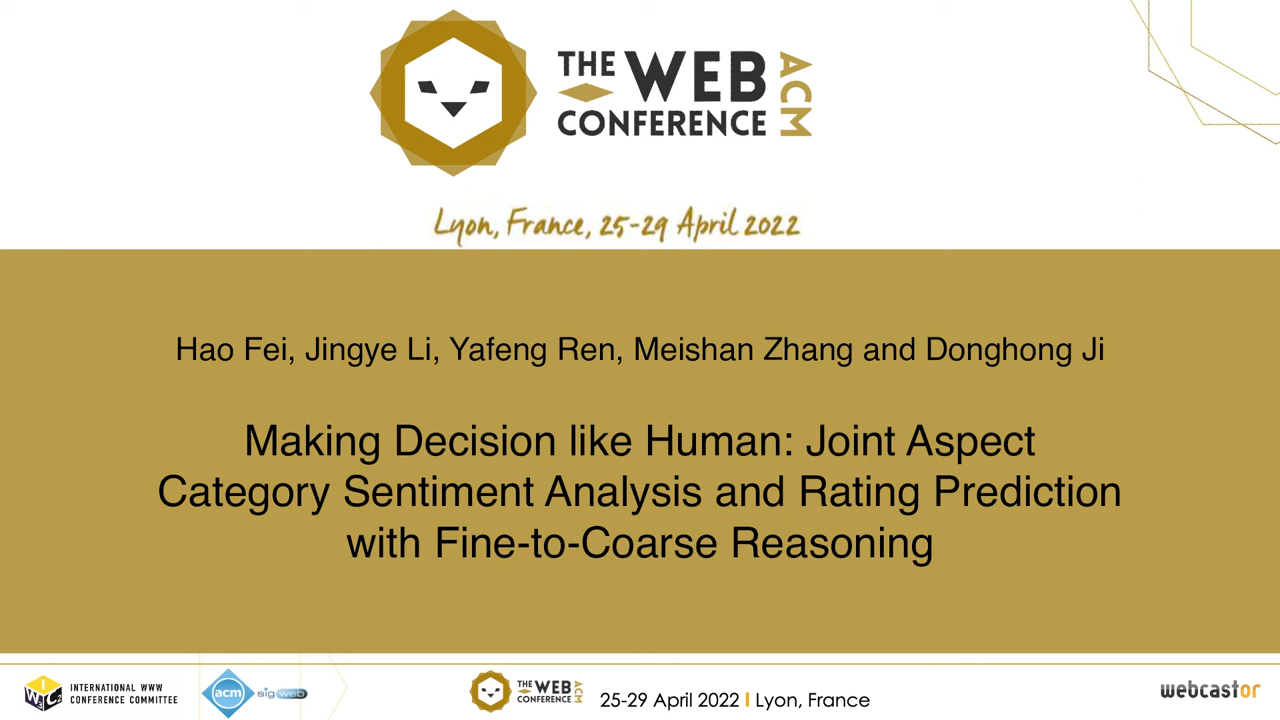 THE WEB CONFERENCE ACM
Lyon, France, 25-29 April 2022
Hao Fei, Jingye Li, Yafeng Ren, Meishan Zhang and Donghong Ji
Making Decision like Human: Joint Aspect
Category Sentiment Analysis and Rating Prediction
with Fine-to-Coarse Reasoning
IW3C2
INTERNATIONAL WWW
CONFERENCE COMMITTEE
acm
sigweb
THE WEB CONFERENCE ACM
25-29 April 2022 | Lyon, France
webcastor